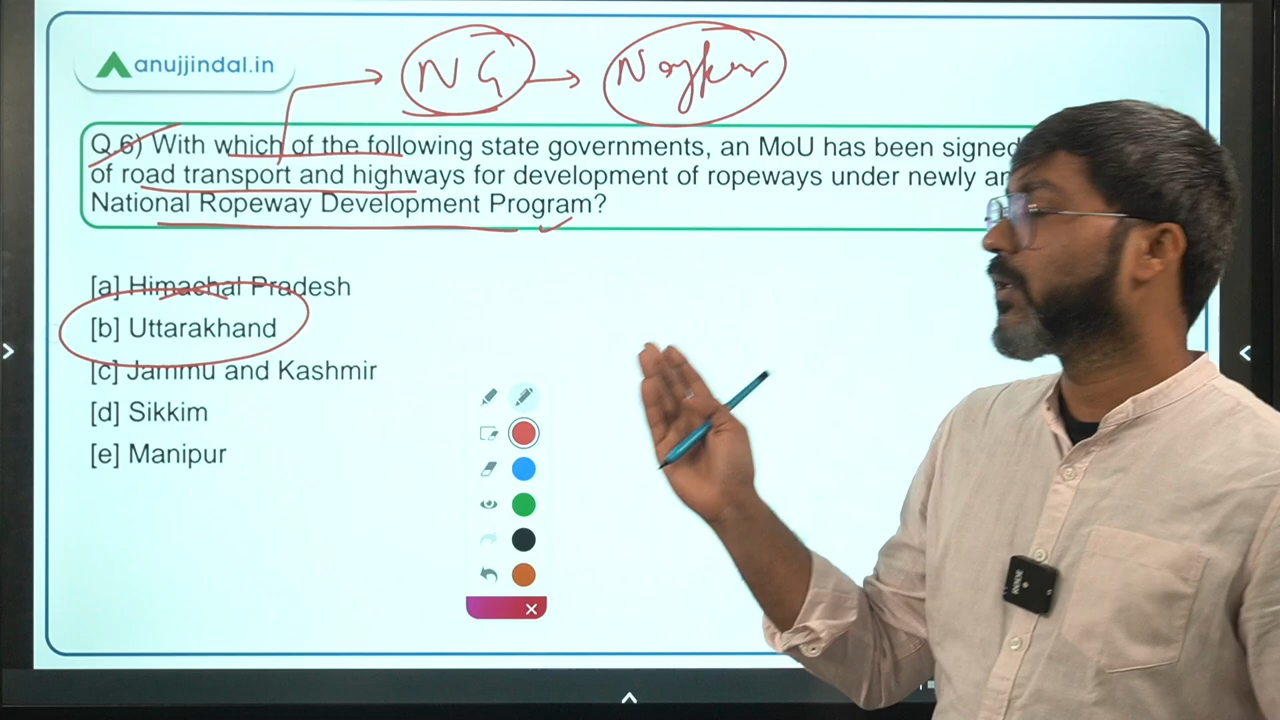 anujjindal.in
NG → Nagpur
Q.6) With which of the following state governments, an MoU has been signed
of road transport and highways for development of ropeways under newly
National Ropeway Development Program?
[a] Himachal Pradesh
[b] Uttarakhand
[c] Jammu and Kashmir
[d] Sikkim
[e] Manipur